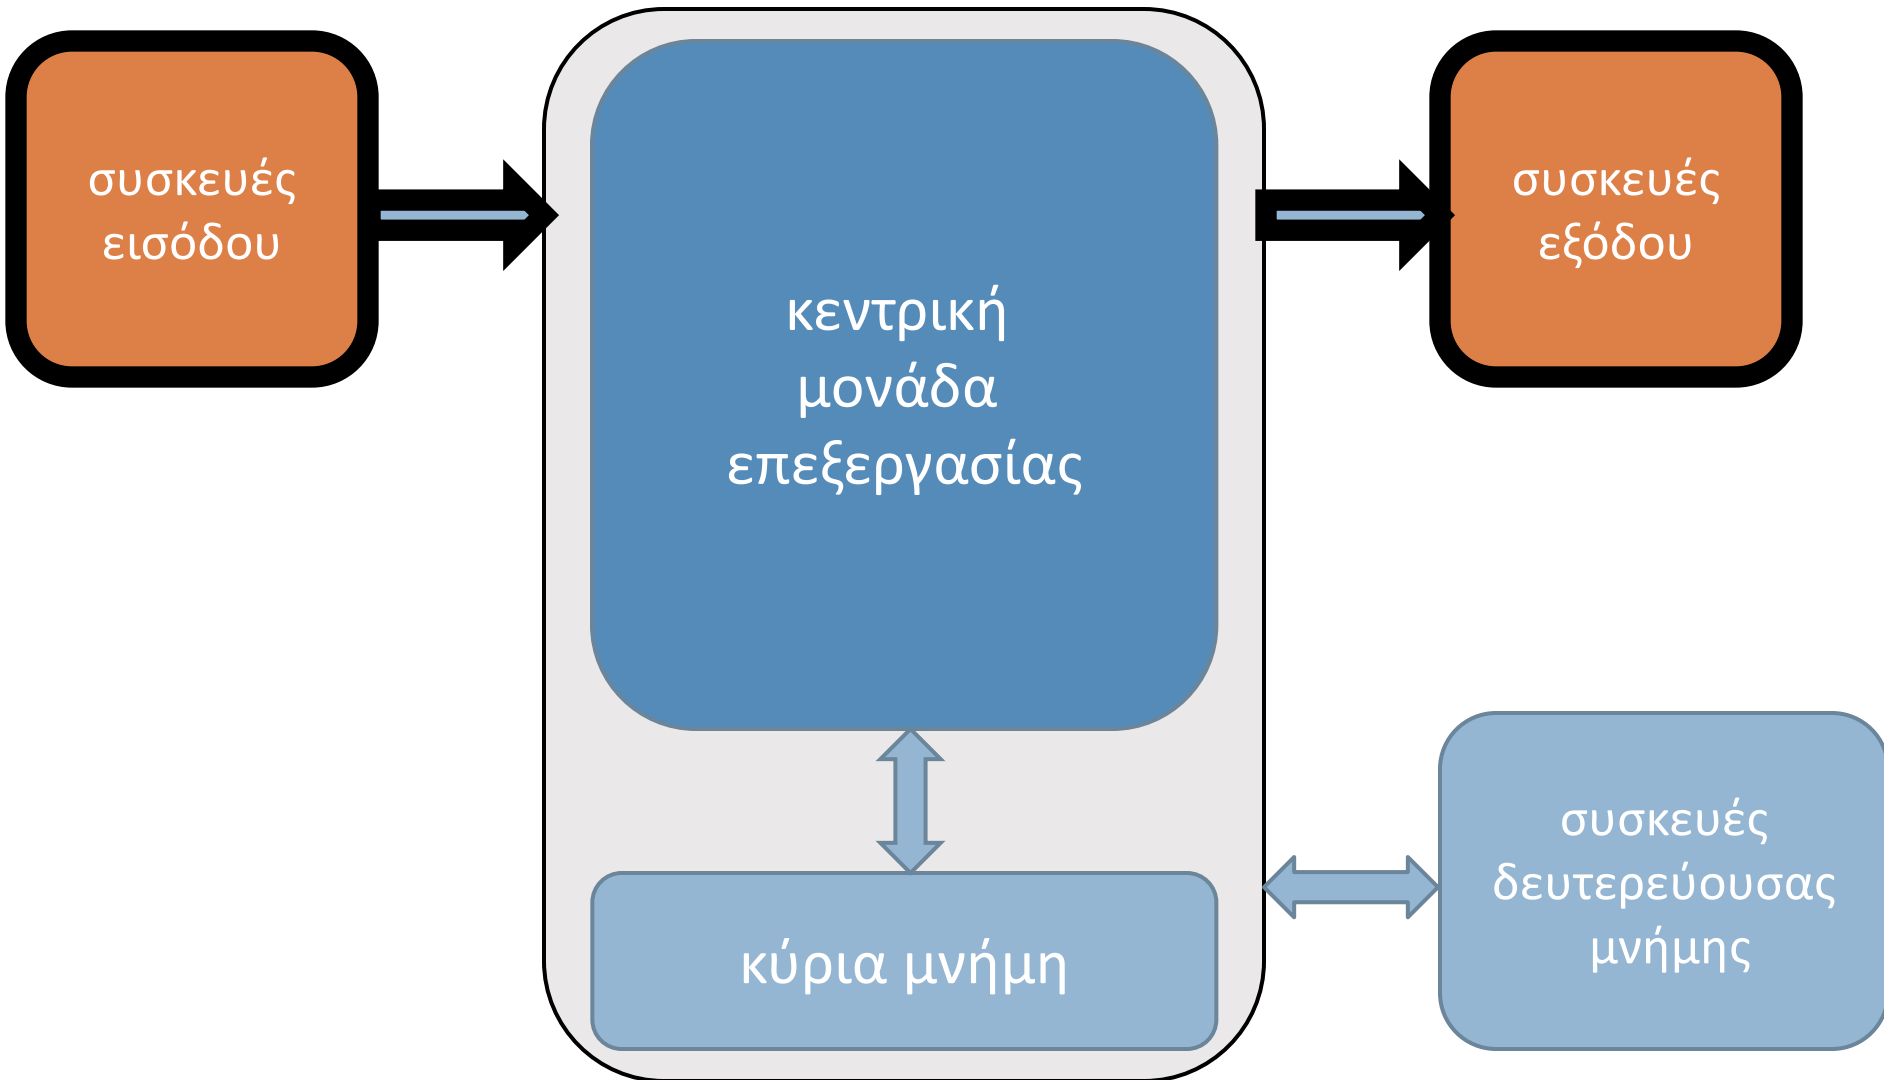 συσκευές
εισόδου
κεντρική
μονάδα
επεξεργασίας
συσκευές
εξόδου
κύρια μνήμη
συσκευές
δευτερεύουσας
μνήμης